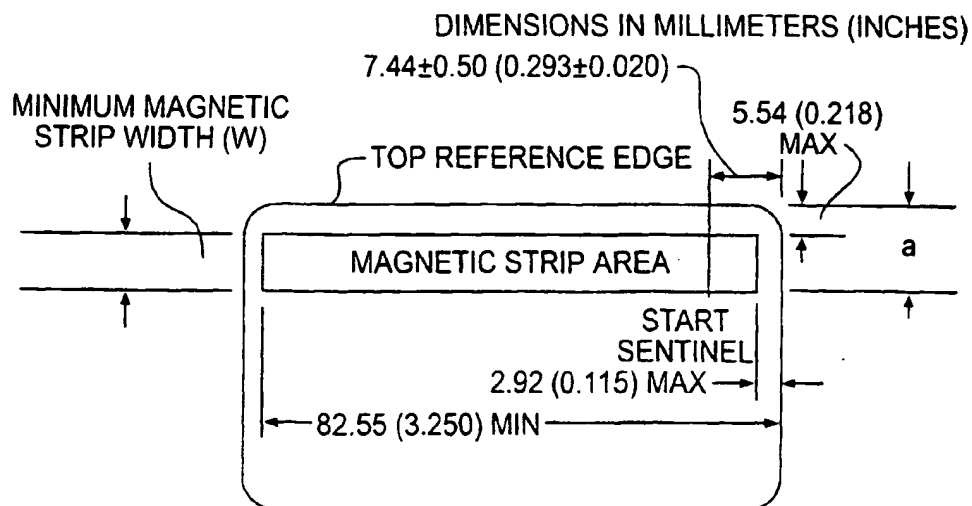 DIMENSIONS IN MILLIMETERS (INCHES)
7.44±0.50 (0.293±0.020)
MINIMUM MAGNETIC
STRIP WIDTH (W)
5.54 (0.218)
MAX
TOP REFERENCE EDGE
MAGNETIC STRIP AREA
a
START
SENTINEL
2.92 (0.115) MAX
82.55 (3.250) MIN